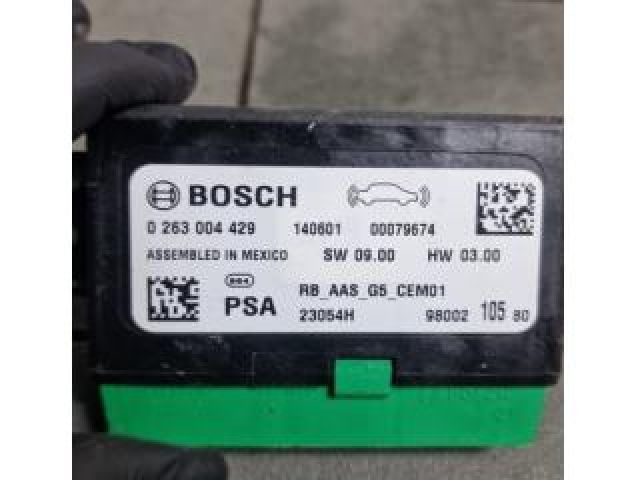 BOSCH
0 263 004 429 140601 00079674
ASSEMBLED IN MEXICO SW 09.00 HW 03.00
PSA RB_AAS_G5_CEM01
23054H 98002 105 80